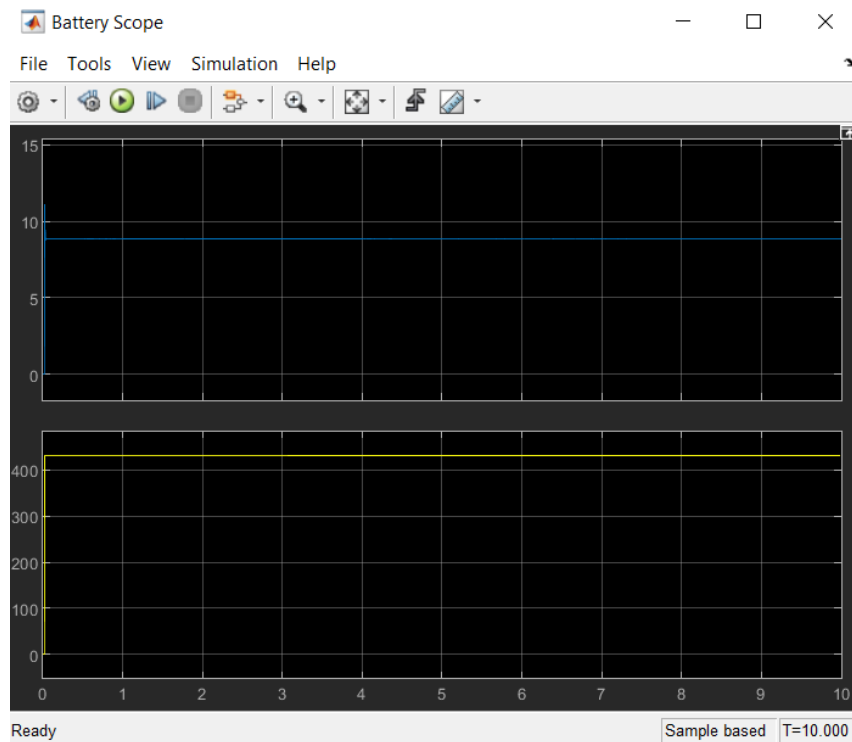 Battery Scope
File Tools View Simulation Help
15
10
5
0
400
300
200
100
0
0 1 2 3 4 5 6 7 8 9 10
Ready Sample based T=10.000